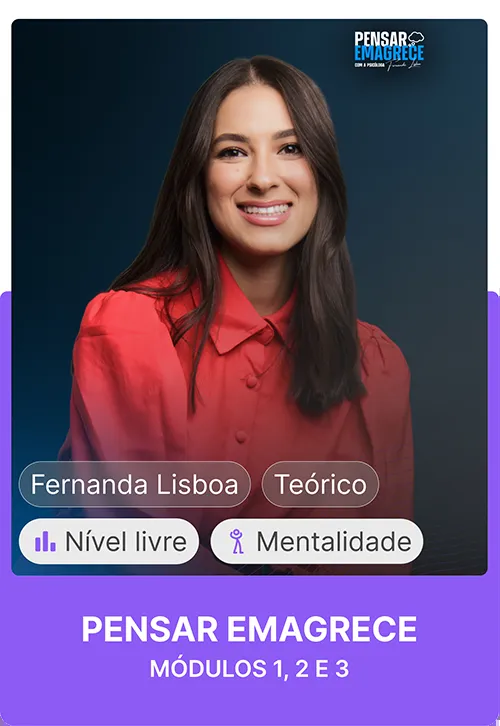 PENSAR
EMAGRECE
COM A PSICÓLOGA Fernanda Lisboa
Fernanda Lisboa
Teórico
Nível livre
Mentalidade
PENSAR EMAGRECE
MÓDULOS 1, 2 E 3